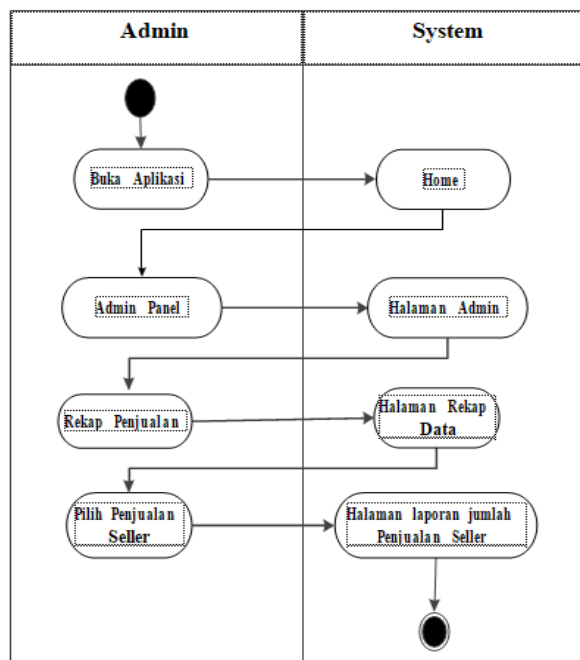 Admin
System
Buka Aplikasi
Home
Admin Panel
Halaman Admin
Rekap Penjualan
Halaman Rekap
Data
Pilih Penjualan
Seller
Halaman laporan jumlah
Penjualan Seller